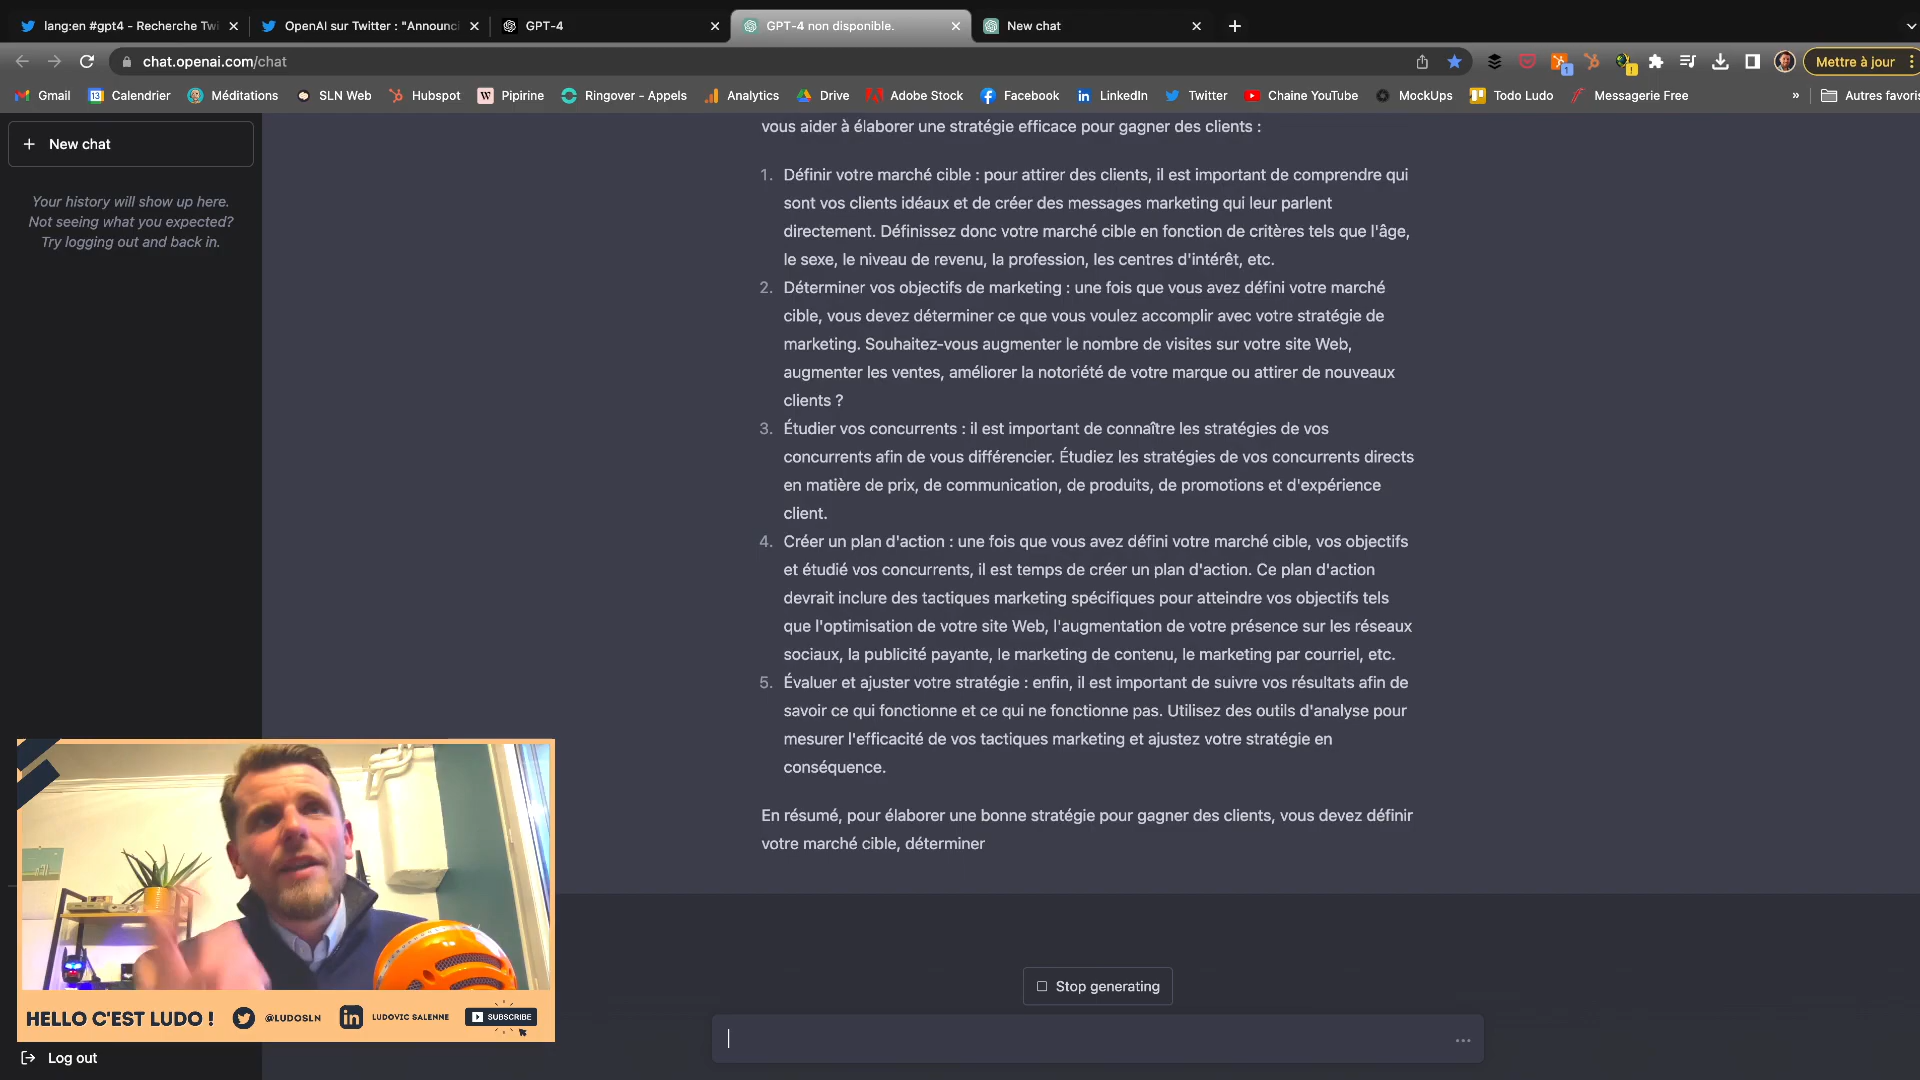 lang:en #gpt4 - Recherche Twi
OpenAI sur Twitter : "Announci
GPT-4
GPT-4 non disponible.
New chat
chat.openai.com/chat
Mettre à jour
Gmail
Calendrier
Méditations
SLN Web
Hubspot
Pipirine
Ringover - Appels
Analytics
Drive
Adobe Stock
Facebook
LinkedIn
Twitter
Chaine YouTube
MockUps
Todo Ludo
Messagerie Free
»
Autres favoris
New chat
Your history will show up here.
Not seeing what you expected?
Try logging out and back in.
vous aider à élaborer une stratégie efficace pour gagner des clients :
1. Définir votre marché cible : pour attirer des clients, il est important de comprendre qui
sont vos clients idéaux et de créer des messages marketing qui leur parlent
directement. Définissez donc votre marché cible en fonction de critères tels que l'âge,
le sexe, le niveau de revenu, la profession, les centres d'intérêt, etc.
2. Déterminer vos objectifs de marketing : une fois que vous avez défini votre marché
cible, vous devez déterminer ce que vous voulez accomplir avec votre stratégie de
marketing. Souhaitez-vous augmenter le nombre de visites sur votre site Web,
augmenter les ventes, améliorer la notoriété de votre marque ou attirer de nouveaux
clients ?
3. Étudier vos concurrents : il est important de connaître les stratégies de vos
concurrents afin de vous différencier. Étudiez les stratégies de vos concurrents directs
en matière de prix, de communication, de produits, de promotions et d'expérience
client.
4. Créer un plan d'action : une fois que vous avez défini votre marché cible, vos objectifs
et étudié vos concurrents, il est temps de créer un plan d'action. Ce plan d'action
devrait inclure des tactiques marketing spécifiques pour atteindre vos objectifs tels
que l'optimisation de votre site Web, l'augmentation de votre présence sur les réseaux
sociaux, la publicité payante, le marketing de contenu, le marketing par courriel, etc.
5. Évaluer et ajuster votre stratégie : enfin, il est important de suivre vos résultats afin de
savoir ce qui fonctionne et ce qui ne fonctionne pas. Utilisez des outils d'analyse pour
mesurer l'efficacité de vos tactiques marketing et ajustez votre stratégie en
conséquence.
En résumé, pour élaborer une bonne stratégie pour gagner des clients, vous devez définir
votre marché cible, déterminer
Stop generating
HELLO C'EST LUDO !
@LUDOSLN
LUDOVIC SALENNE
SUBSCRIBE
Log out